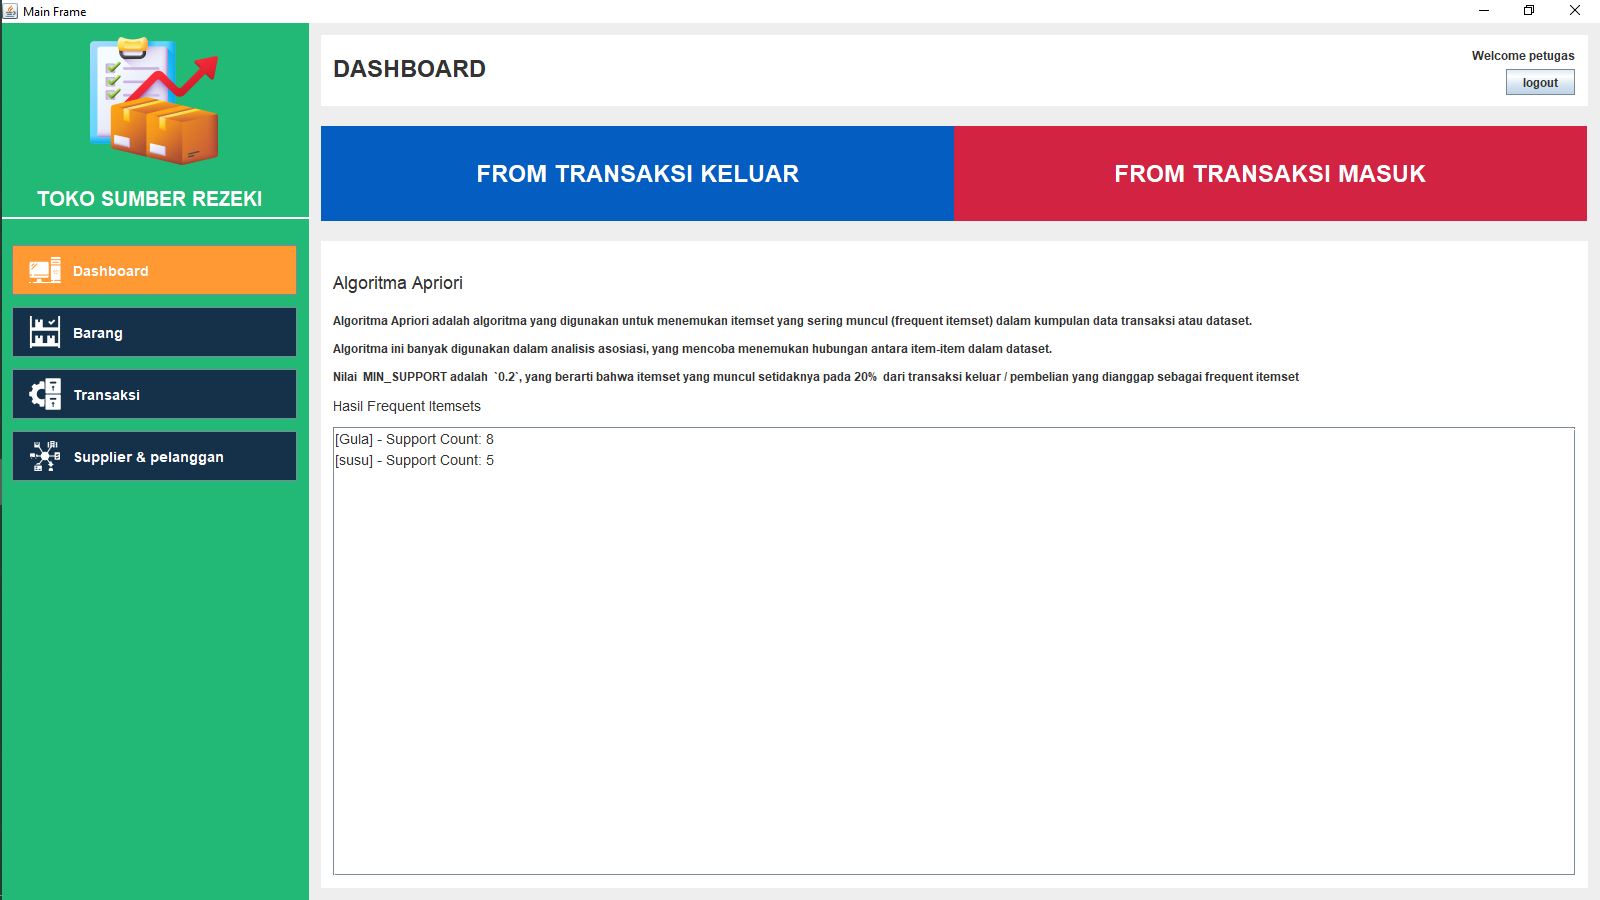 Main Frame
TOKO SUMBER REZEKI
Dashboard
Barang
Transaksi
Supplier & pelanggan
DASHBOARD
Welcome petugas
logout
FROM TRANSAKSI KELUAR
FROM TRANSAKSI MASUK
Algoritma Apriori
Algoritma Apriori adalah algoritma yang digunakan untuk menemukan itemset yang sering muncul (frequent itemset) dalam kumpulan data transaksi atau dataset.
Algoritma ini banyak digunakan dalam analisis asosiasi, yang mencoba menemukan hubungan antara item-item dalam dataset.
Nilai  MIN_SUPPORT adalah  `0.2`, yang berarti bahwa itemset yang muncul setidaknya pada 20%  dari transaksi keluar / pembelian yang dianggap sebagai frequent itemset
Hasil Frequent Itemsets
[Gula] - Support Count: 8
[susu] - Support Count: 5